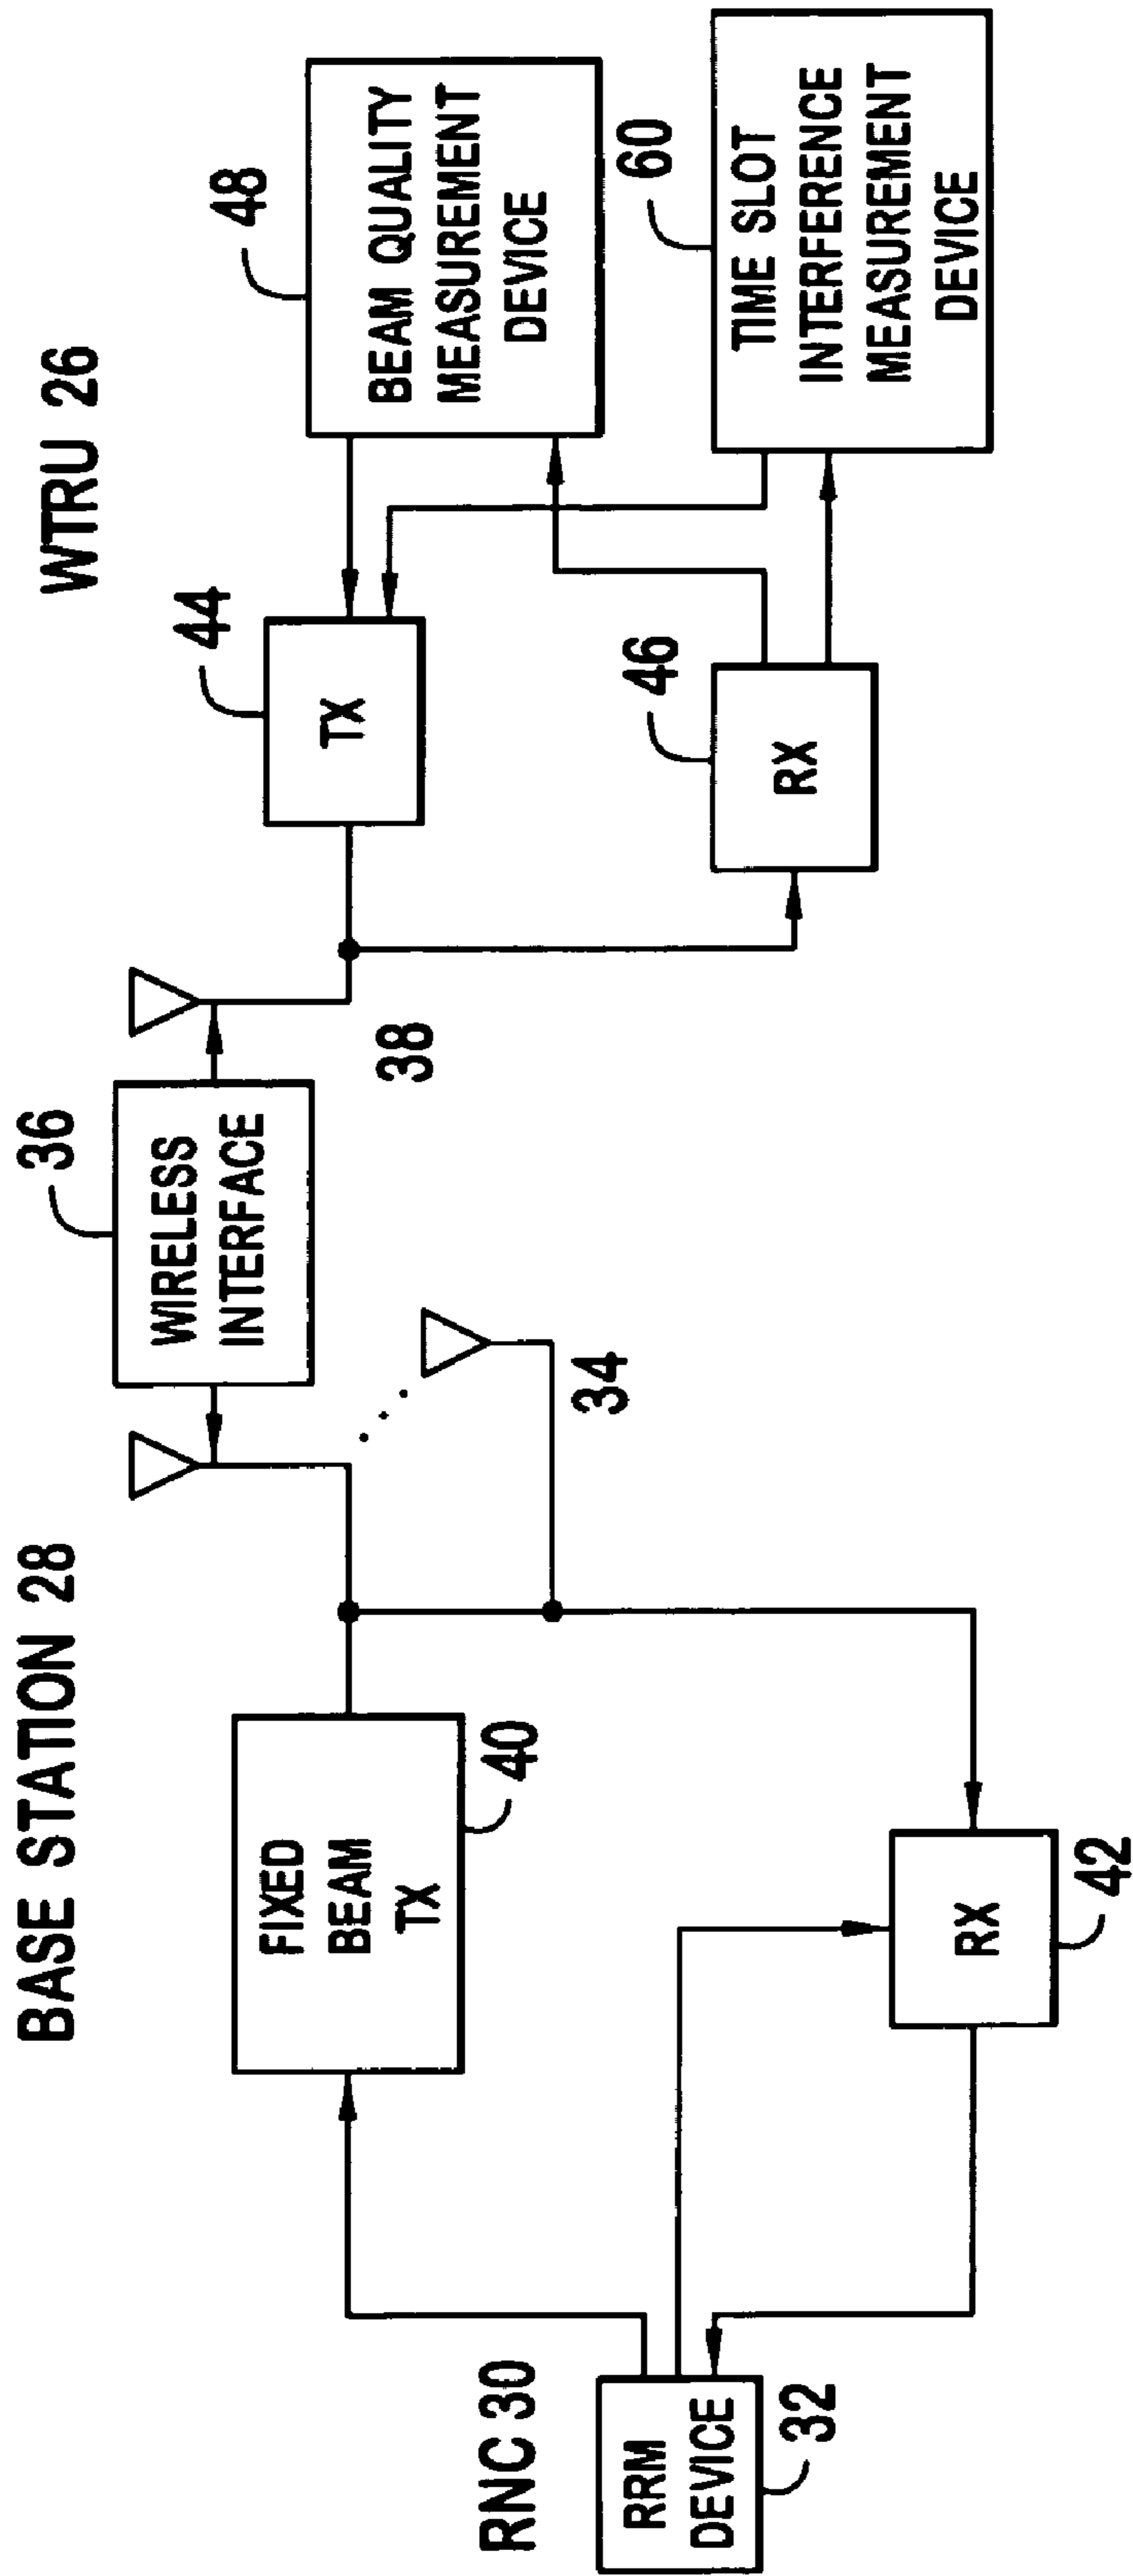 BASE STATION 28
WTRU 26
RNC 30
RRM
DEVICE
32
FIXED
BEAM
TX
40
RX
42
34
36
WIRELESS
INTERFACE
38
44
TX
46
RX
48
BEAM QUALITY
MEASUREMENT
DEVICE
60
TIME SLOT
INTERFERENCE
MEASUREMENT
DEVICE